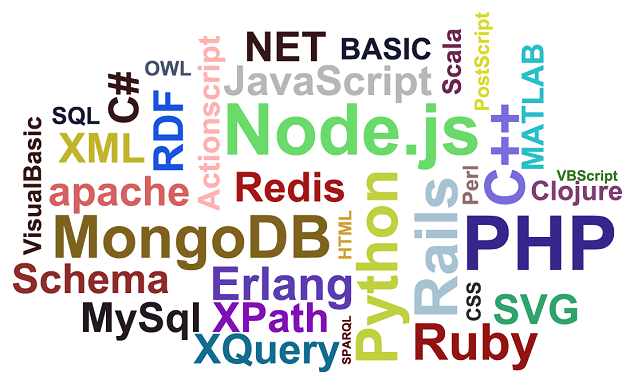 NET
BASIC
Scala
PostScript
OWL
C#
Actionscript
JavaScript
MATLAB
SQL
RDF
Node.js
C++
XML
VisualBasic
apache
Redis
Python
Rails
Perl
VBScript
Clojure
MongoDB
HTML
PHP
Schema
Erlang
CSS
SVG
MySql
XPath
SPARQL
Ruby
XQuery